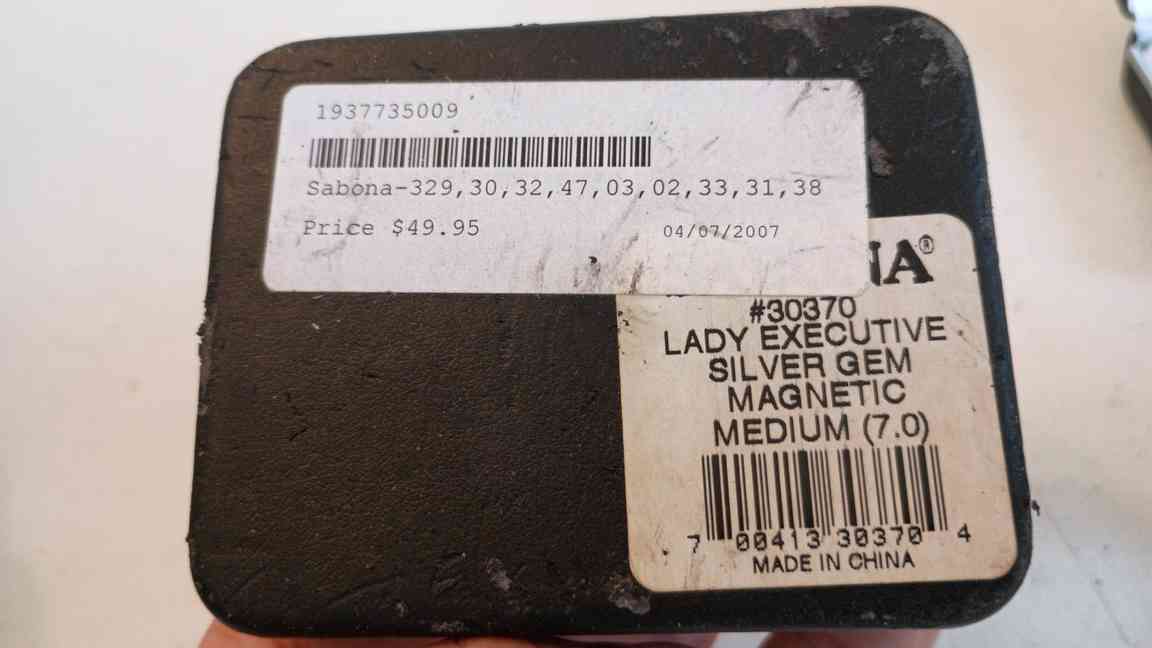 1937735009
Sabona-329,30,32,47,03,02,33,31,38
Price $49.95 04/07/2007
NA®
#30370
LADY EXECUTIVE
SILVER GEM
MAGNETIC
MEDIUM (7.0)
7 00413 30370 4
MADE IN CHINA